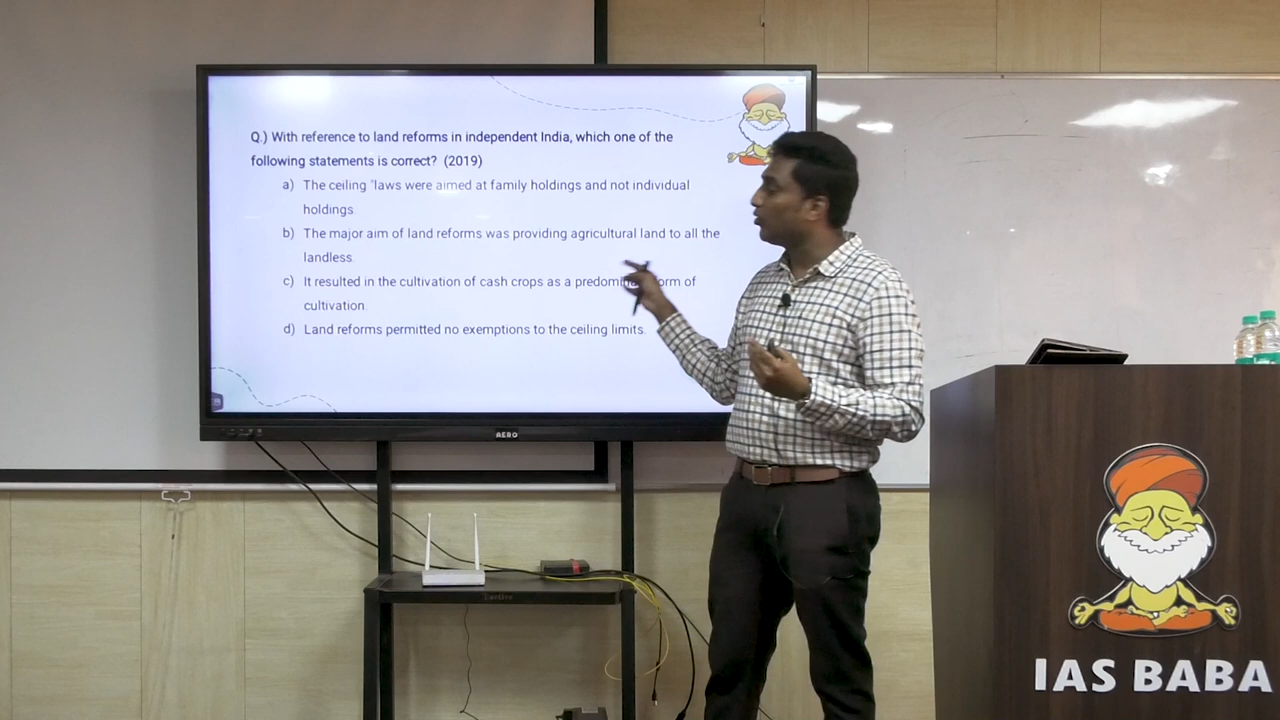 Q.) With reference to land reforms in independent India, which one of the
following statements is correct? (2019)
a) The ceiling "laws were aimed at family holdings and not individual
holdings.
b) The major aim of land reforms was providing agricultural land to all the
landless.
c) It resulted in the cultivation of cash crops as a form of
cultivation.
d) Land reforms permitted no exemptions to the ceiling limits.
AERO
IAS BABA